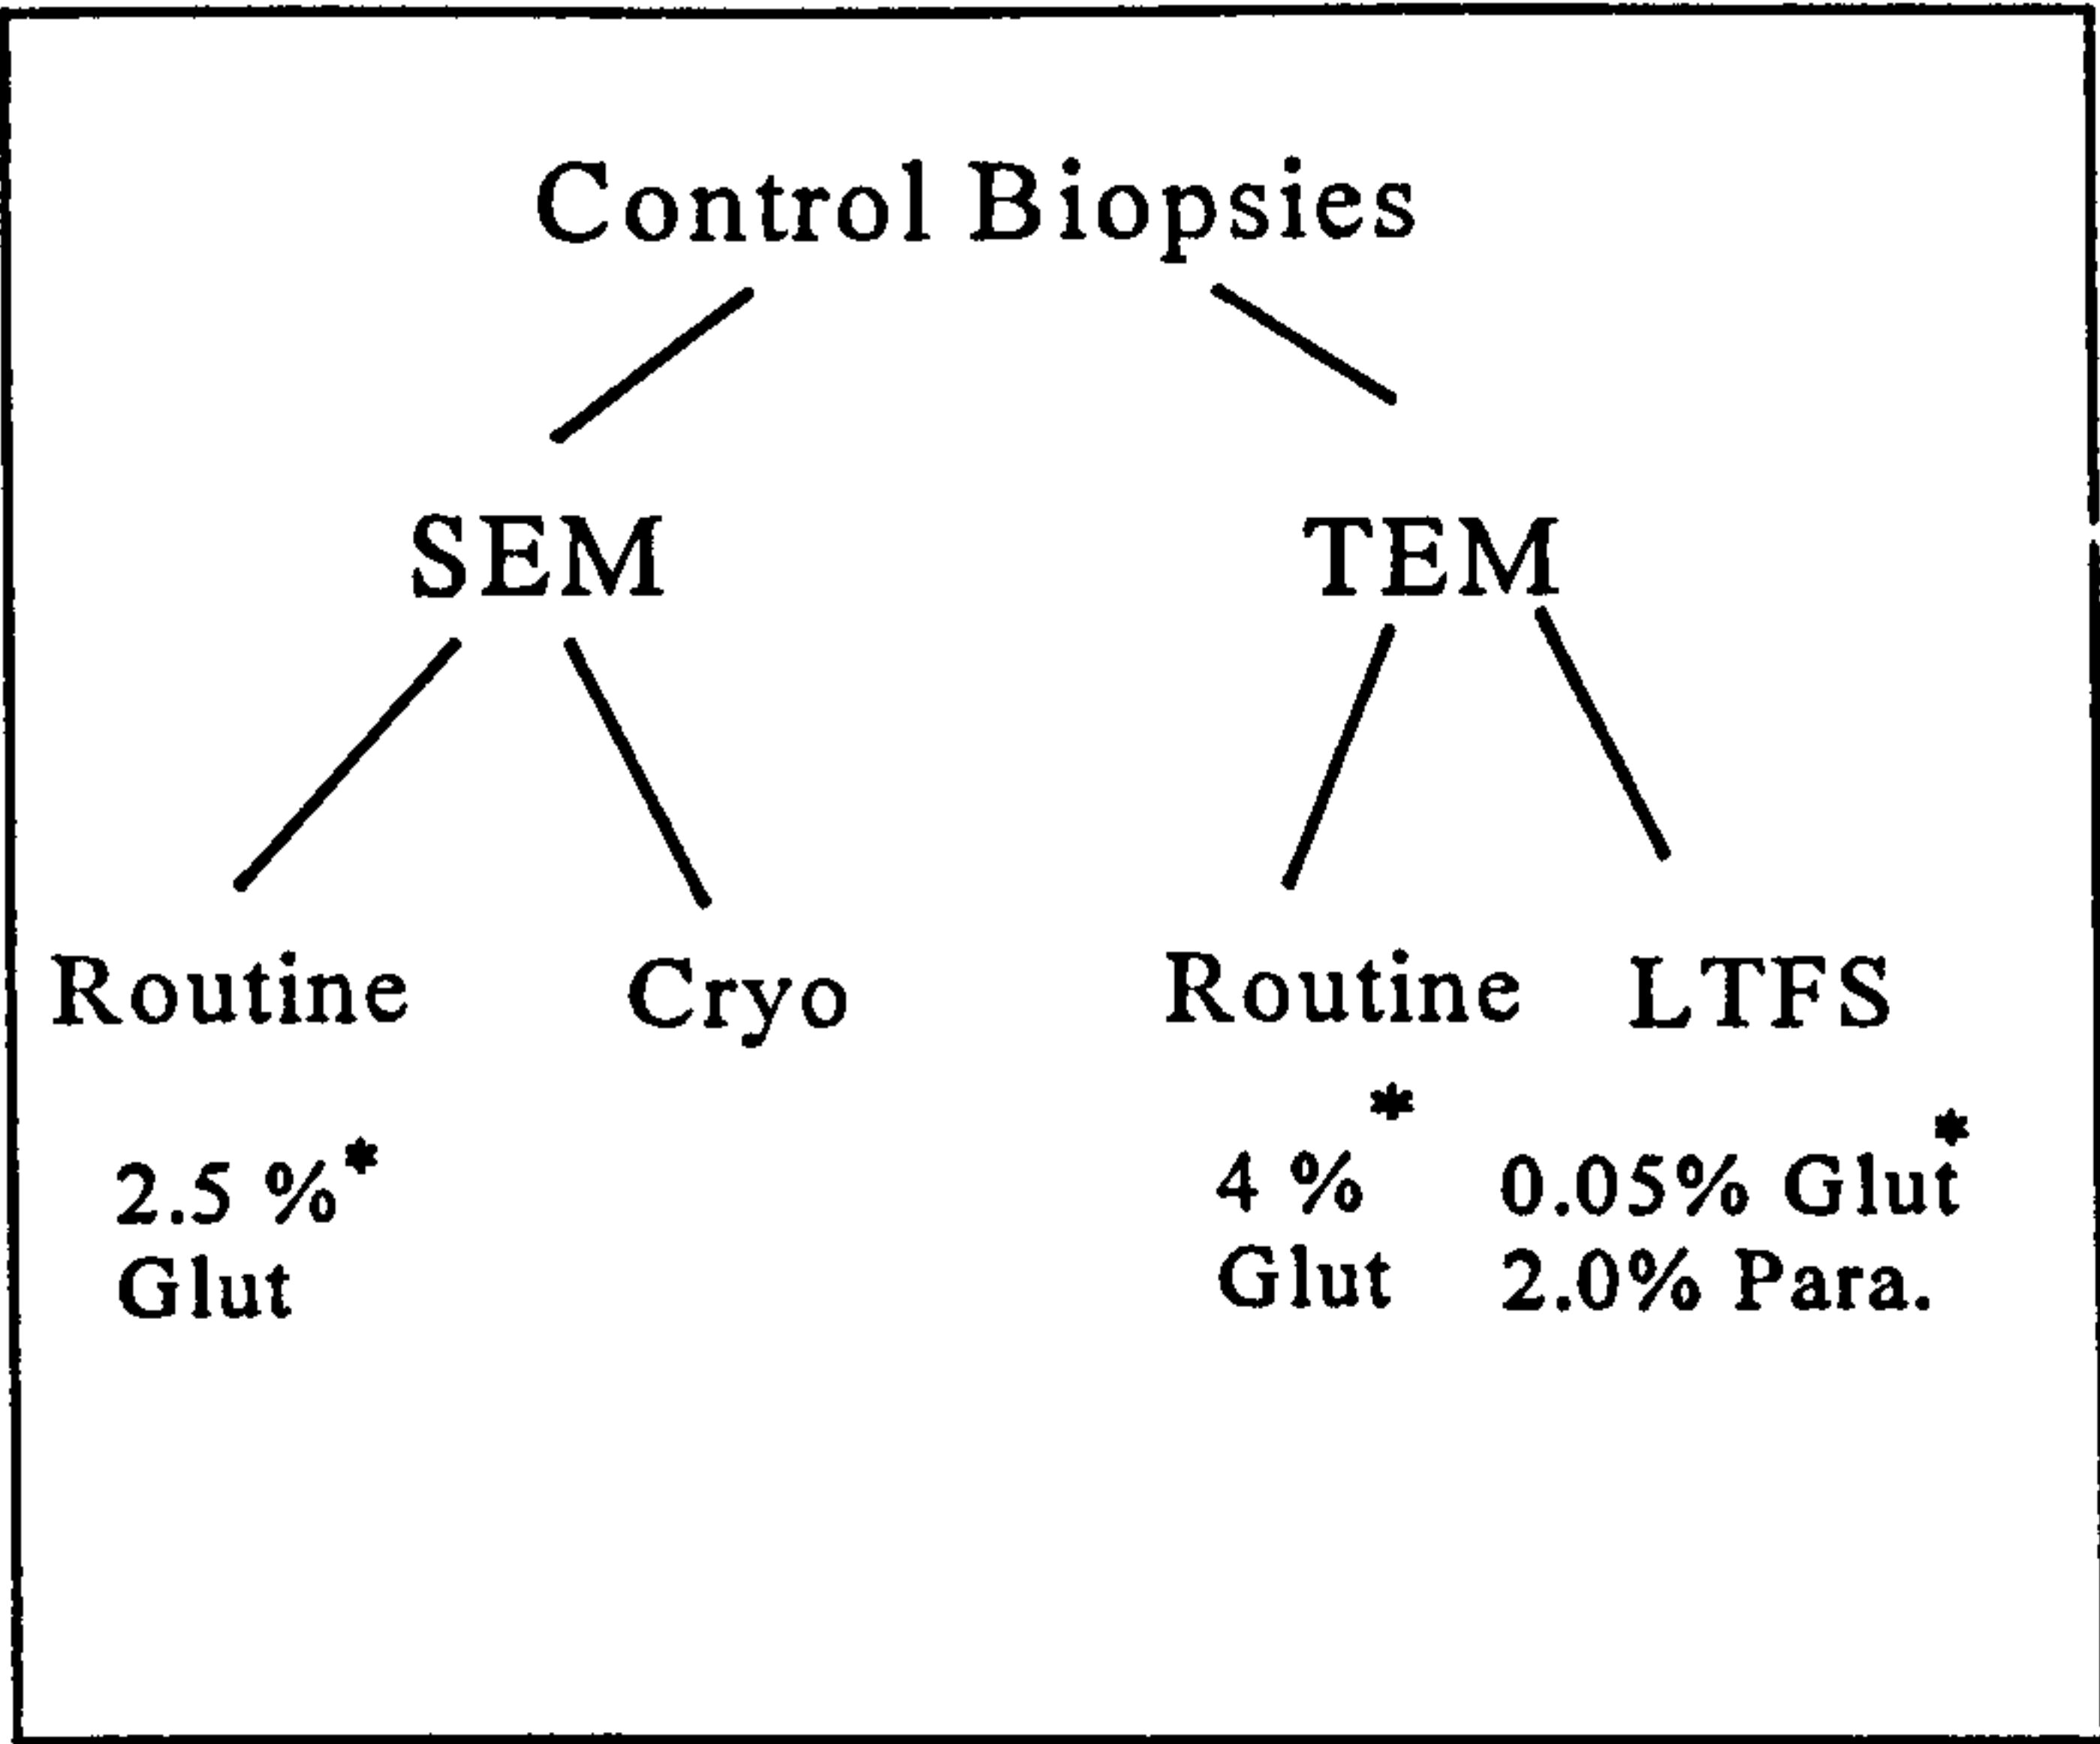 Control Biopsies
SEM TEM
Routine Cryo Routine LTFS
2.5 %* 4 %* 0.05% Glut*
Glut Glut 2.0% Para.